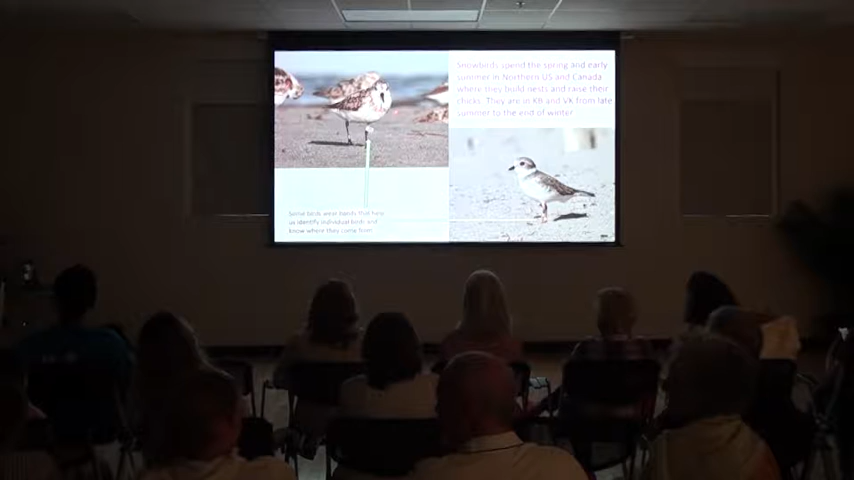 Snowbirds spend the spring and early
summer in Northern US and Canada
where they build nests and raise their
chicks. They are in KB and VK from late
summer to the end of winter.
Some birds wear bands that help
us identify individual birds and
know where they come from.